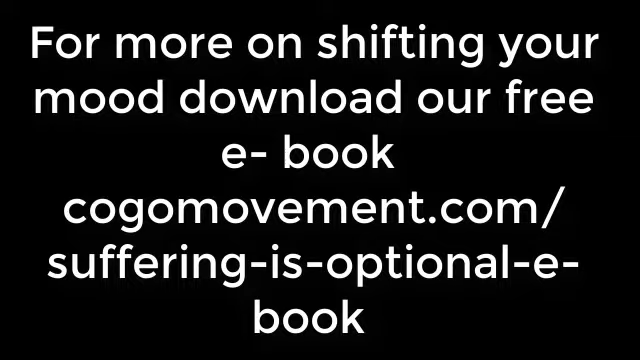 For more on shifting your
mood download our free
e- book
cogomovement.com/
suffering-is-optional-e-
book